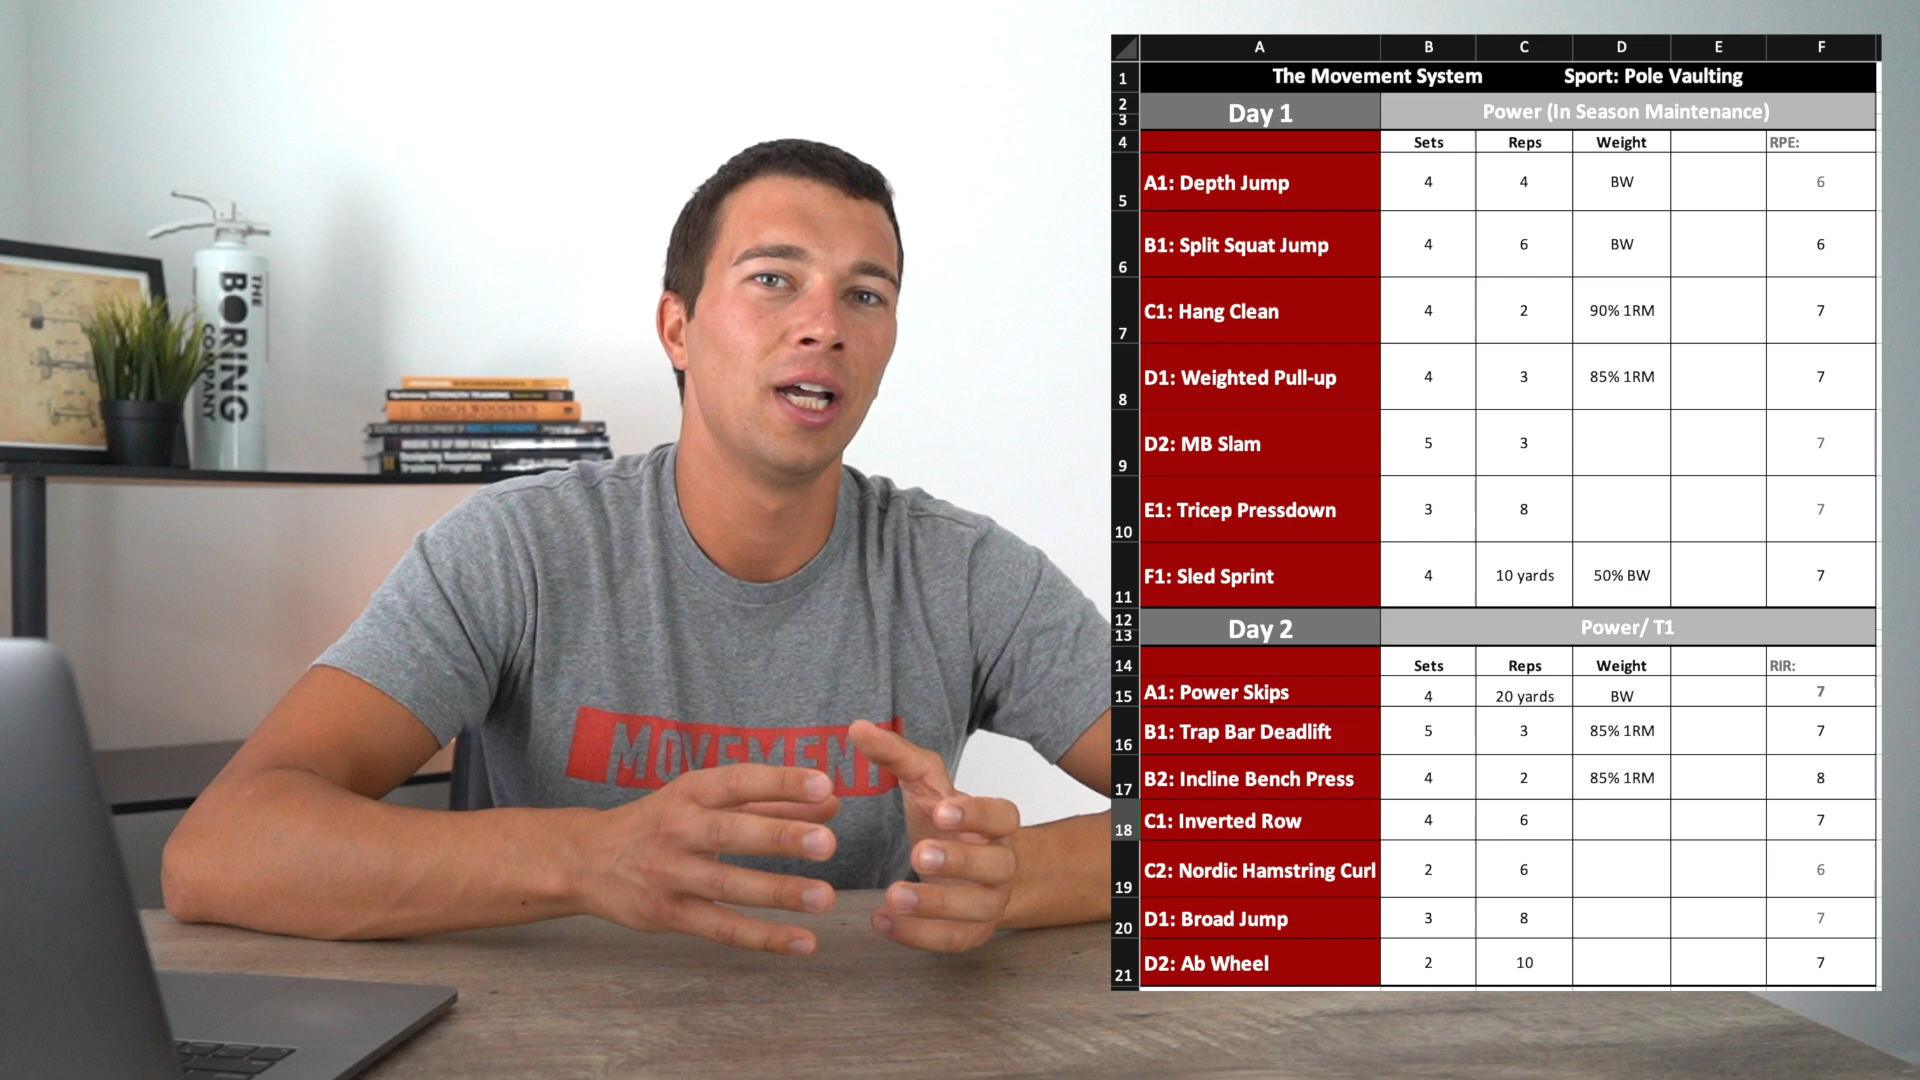 THE
BORING
COMPANY
STRENGTH TRAINING
COACH WOODEN'S
Designing Resistance
Training Programs
MOVEMENT
A B C D E F
1 The Movement System Sport: Pole Vaulting
2 Day 1 Power (In Season Maintenance)
3
4 Sets Reps Weight RPE:
5 A1: Depth Jump 4 4 BW 6
6 B1: Split Squat Jump 4 6 BW 6
7 C1: Hang Clean 4 2 90% 1RM 7
8 D1: Weighted Pull-up 4 3 85% 1RM 7
9 D2: MB Slam 5 3 7
10 E1: Tricep Pressdown 3 8 7
11 F1: Sled Sprint 4 10 yards 50% BW 7
12 Day 2 Power/ T1
13
14 Sets Reps Weight RIR:
15 A1: Power Skips 4 20 yards BW 7
16 B1: Trap Bar Deadlift 5 3 85% 1RM 7
17 B2: Incline Bench Press 4 2 85% 1RM 8
18 C1: Inverted Row 4 6 7
19 C2: Nordic Hamstring Curl 2 6 6
20 D1: Broad Jump 3 8 7
21 D2: Ab Wheel 2 10 7